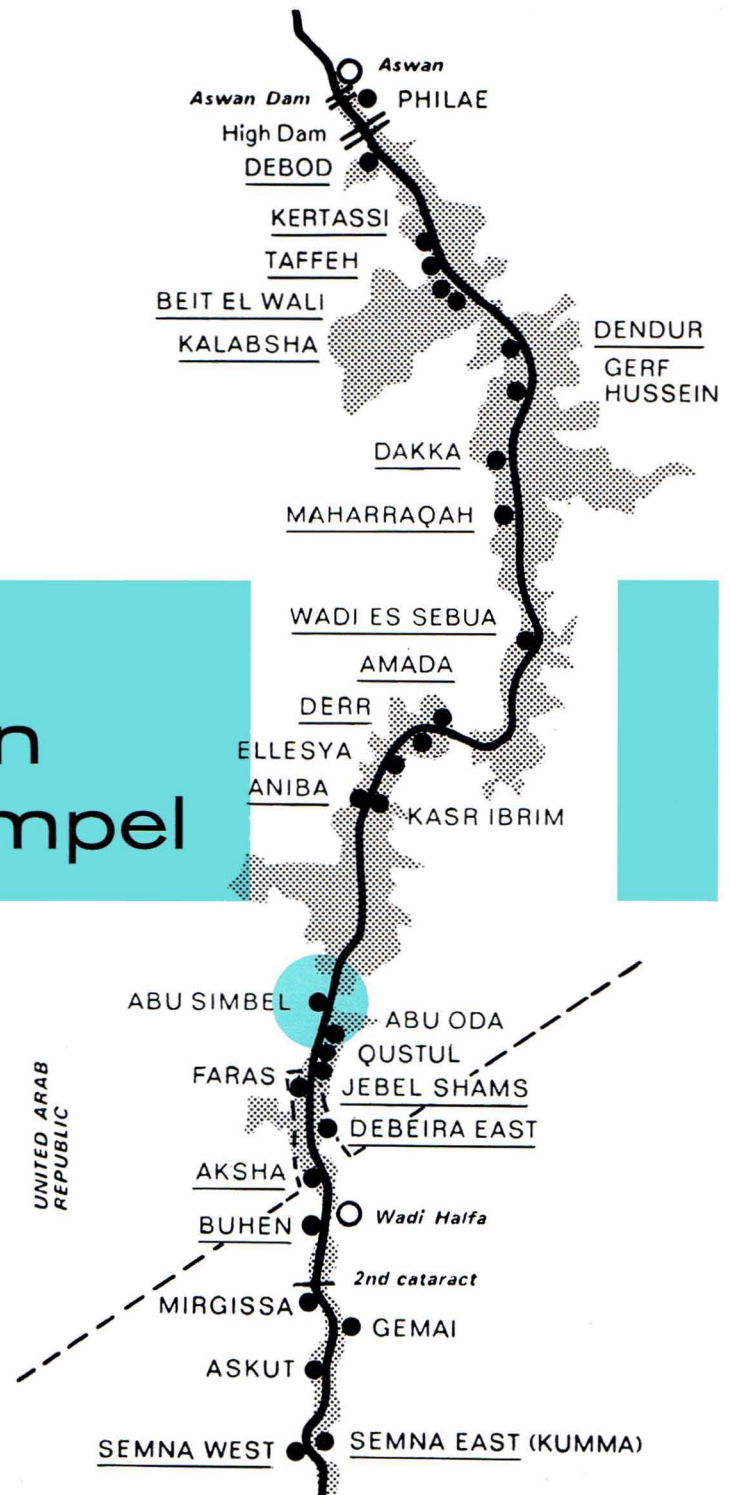 Aswan
Aswan Dam
PHILAE
High Dam
DEBOD
KERTASSI
TAFFEH
BEIT EL WALI
DENDUR
KALABSHA
GERF
HUSSEIN
DAKKA
MAHARRAQAH
WADI ES SEBUA
AMADA
DERR
n
ELLESYA
ANIBA
KASR IBRIM
mpel
ABU SIMBEL
ABU ODA
QUSTUL
FARAS
JEBEL SHAMS
DEBEIRA EAST
UNITED ARAB
REPUBLIC
AKSHA
BUHEN
Wadi Halfa
2nd cataract
MIRGISSA
GEMAI
ASKUT
SEMNA WEST
SEMNA EAST (KUMMA)